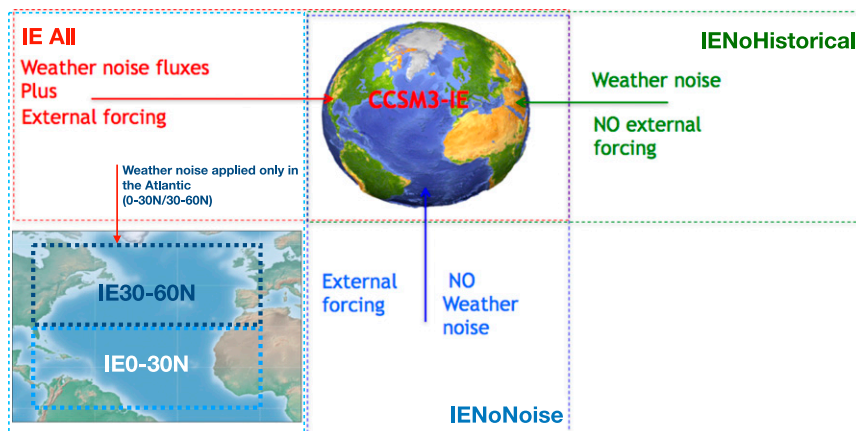 IE All
Weather noise fluxes
Plus
External forcing
Weather noise applied only in
the Atlantic
(0-30N/30-60N)
IE30-60N
IE0-30N
CCSM3-IE
External
forcing
NO
Weather
noise
IENoNoise
IENoHistorical
Weather noise
NO external
forcing